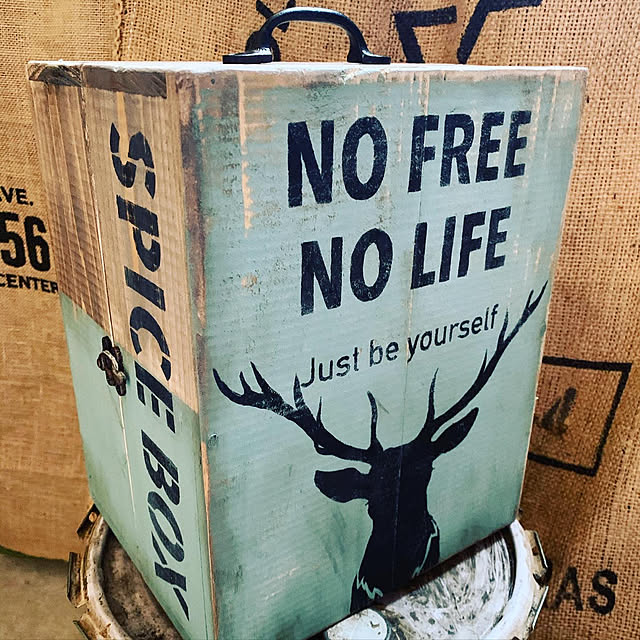 SPICE BOX
NO FREE
NO LIFE
Just be yourself
VE.
56
CENTER
AS